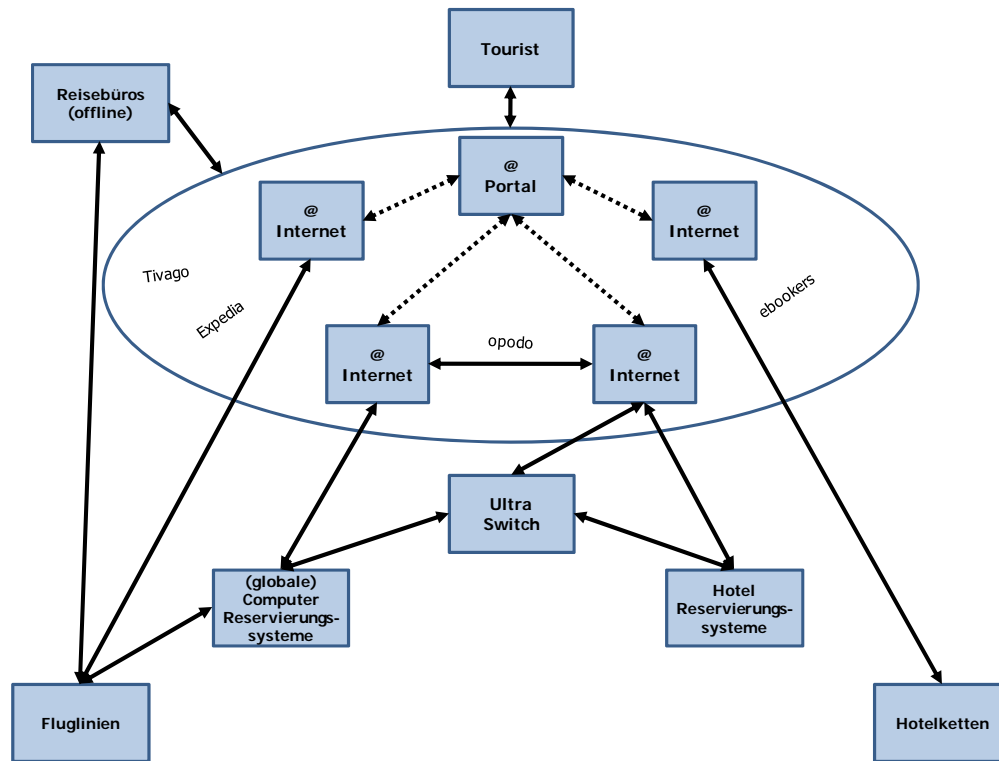 Tourist
Reisebüros
(offline)
@
Portal
@
Internet
@
Internet
Tivago
Expedia
ebookers
opodo
@
Internet
@
Internet
Ultra
Switch
(globale)
Computer
Reservierungs-
systeme
Hotel
Reservierungs-
systeme
Fluglinien
Hotelketten